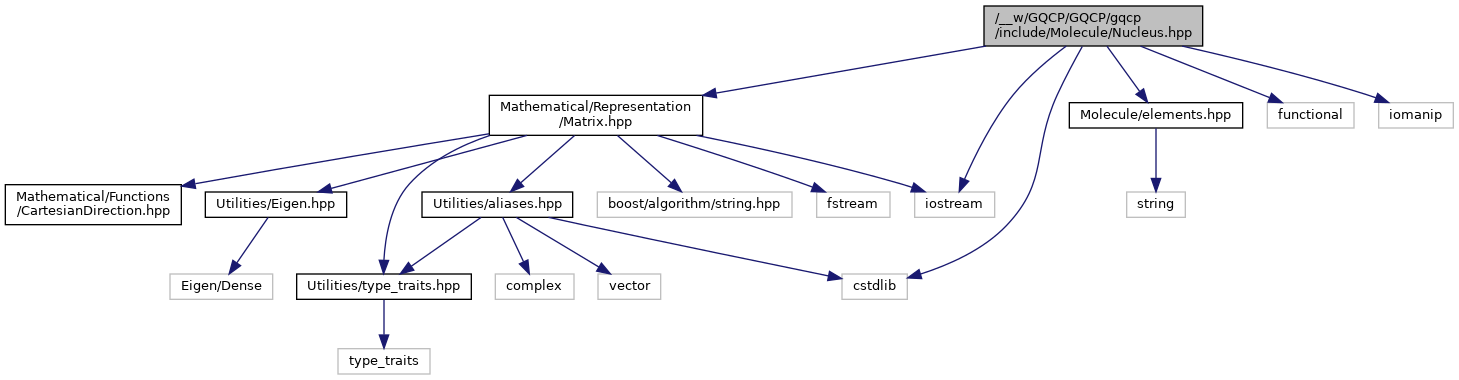 /__w/GQCP/GQCP/gqcp
/include/Molecule/Nucleus.hpp
Mathematical/Representation
/Matrix.hpp
Molecule/elements.hpp
functional
iomanip
Mathematical/Functions
/CartesianDirection.hpp
Utilities/Eigen.hpp
Utilities/aliases.hpp
boost/algorithm/string.hpp
fstream
iostream
string
Eigen/Dense
Utilities/type_traits.hpp
complex
vector
cstdlib
type_traits